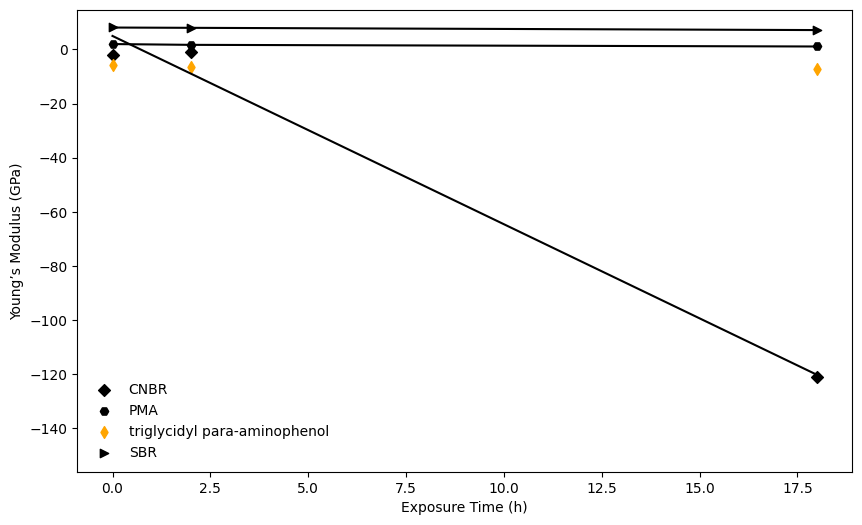 0
−20
−40
−60
−80
−100
−120
−140
Young’s Modulus (GPa)
CNBR
PMA
triglycidyl para-aminophenol
SBR
0.0 2.5 5.0 7.5 10.0 12.5 15.0 17.5
Exposure Time (h)